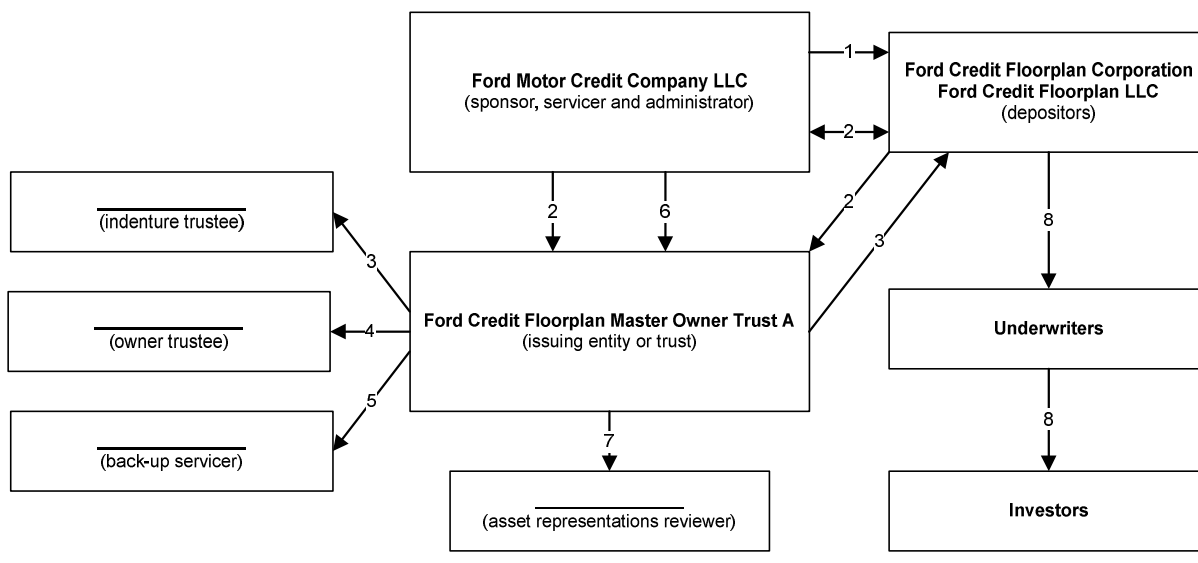 Ford Motor Credit Company LLC
(sponsor, servicer and administrator)
1
Ford Credit Floorplan Corporation
Ford Credit Floorplan LLC
(depositors)
2
(indenture trustee)
2
6
2
3
8
3
(owner trustee)
4
Ford Credit Floorplan Master Owner Trust A
(issuing entity or trust)
Underwriters
5
(back-up servicer)
7
8
(asset representations reviewer)
Investors